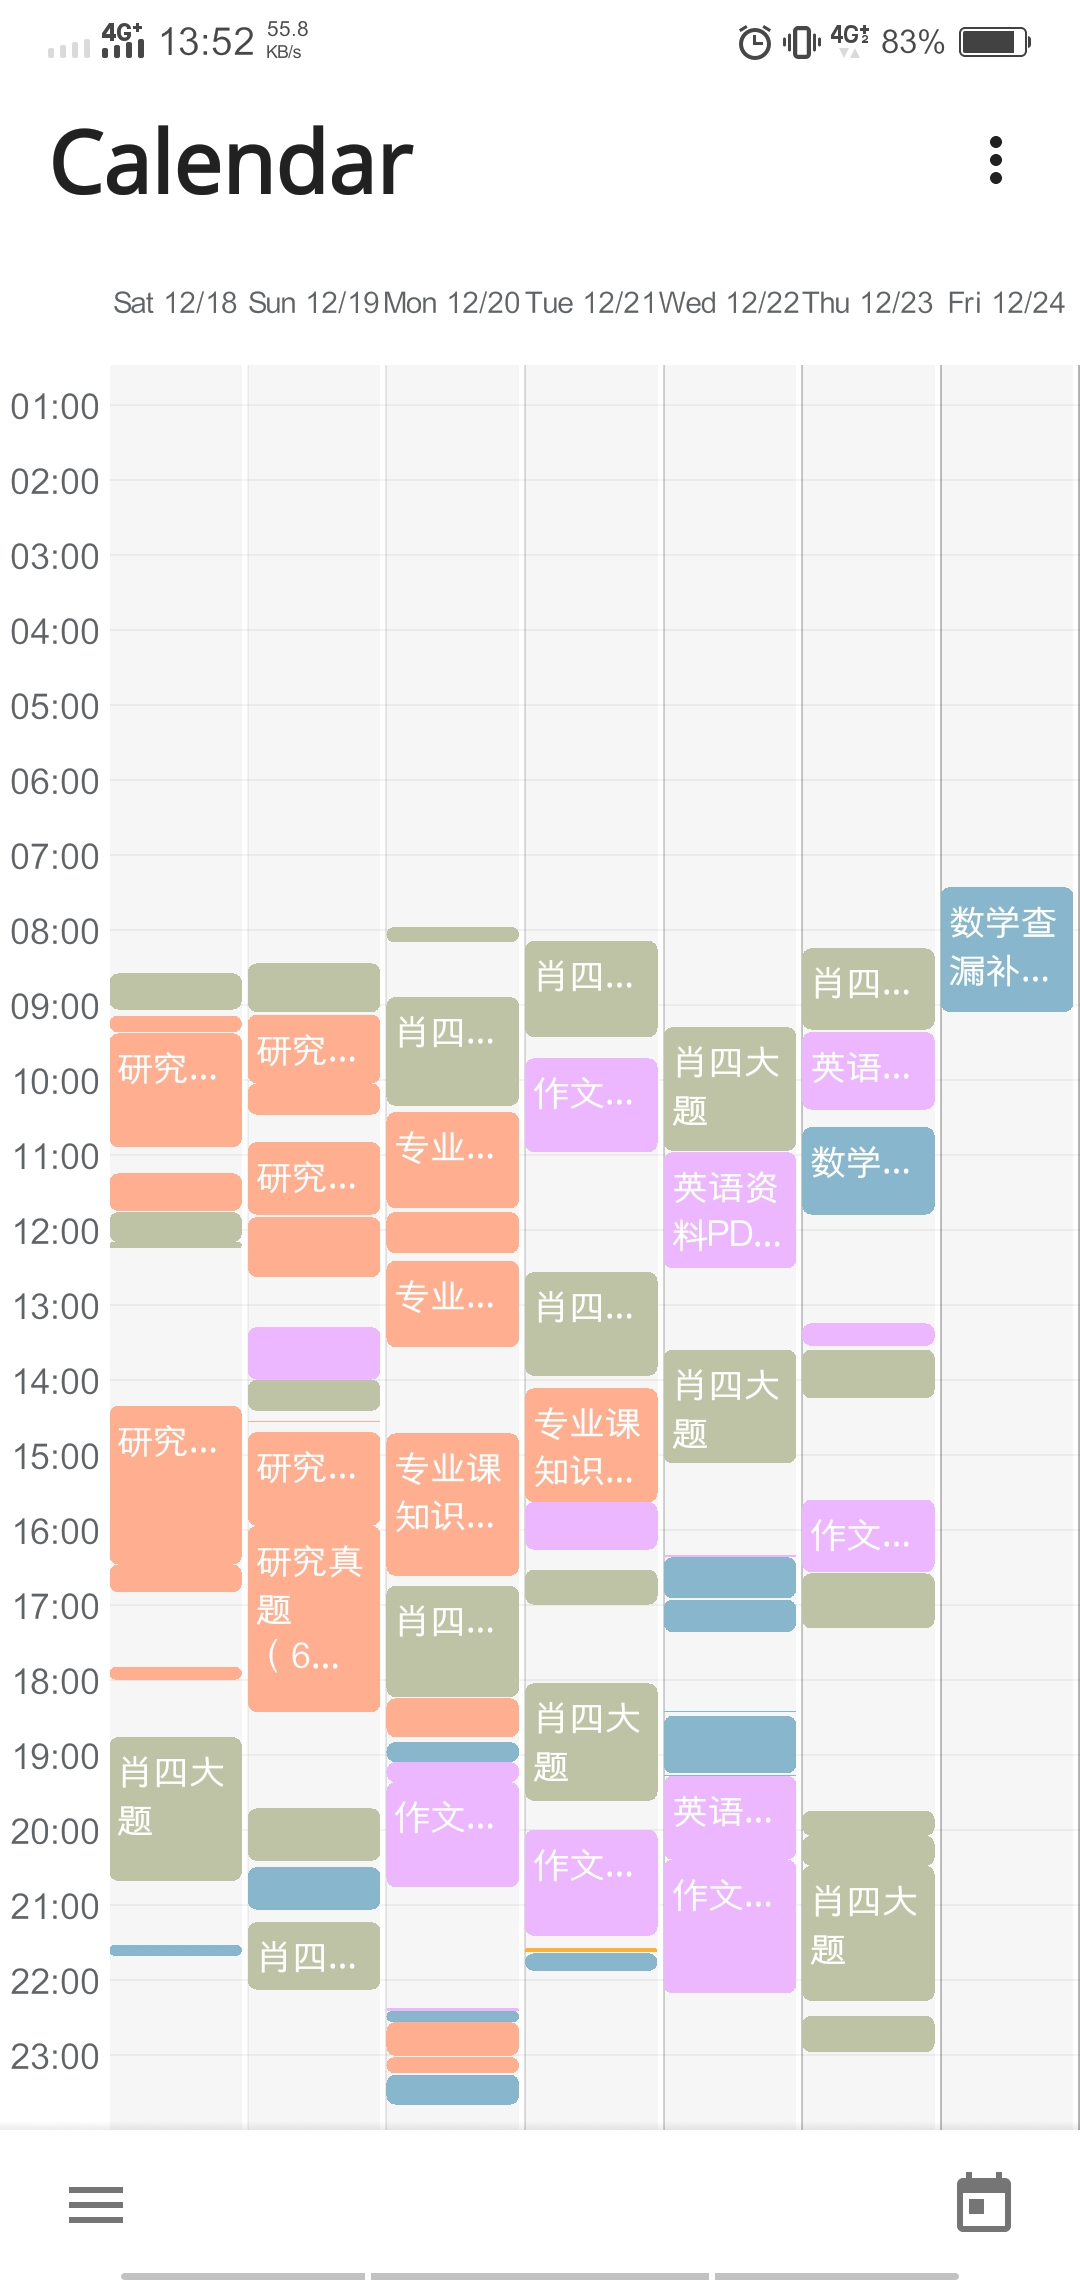 4G+ 13:52 55.8 KB/s 4G+2 83%
Calendar
Sat 12/18 Sun 12/19 Mon 12/20 Tue 12/21 Wed 12/22 Thu 12/23 Fri 12/24
01:00
02:00
03:00
04:00
05:00
06:00
07:00
08:00
09:00
10:00
11:00
12:00
13:00
14:00
15:00
16:00
17:00
18:00
19:00
20:00
21:00
22:00
23:00
研究...
研究...
肖四大
题
研究...
研究...
研究...
研究真
题
（6...
肖四...
肖四...
专业...
专业...
专业课
知识...
肖四...
作文...
肖四...
作文...
肖四...
专业课
知识...
肖四大
题
作文...
肖四大
题
英语资
料PD...
肖四大
题
英语...
作文...
肖四...
英语...
数学...
作文...
肖四大
题
数学查
漏补...